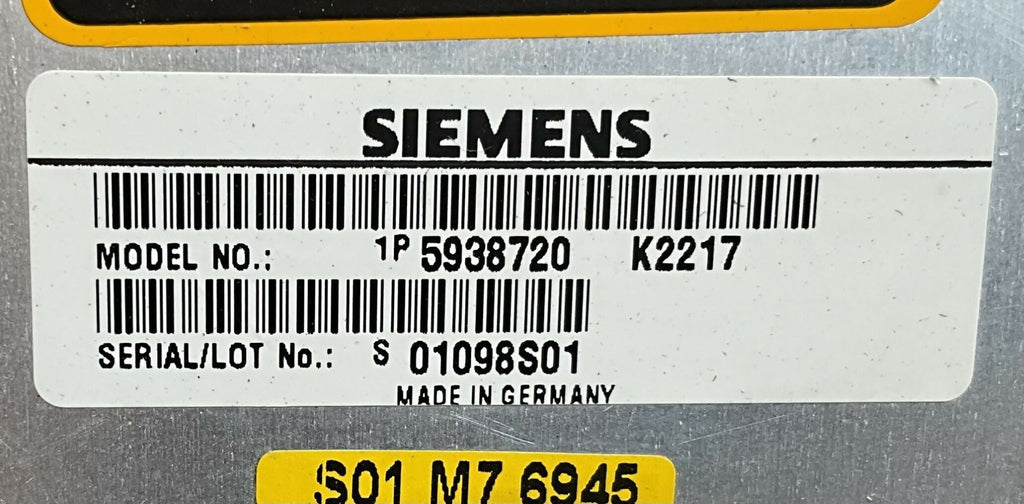 SIEMENS
MODEL NO.: 1P 5938720 K2217
SERIAL/LOT No.: S 01098S01
MADE IN GERMANY
S01 M7 6945